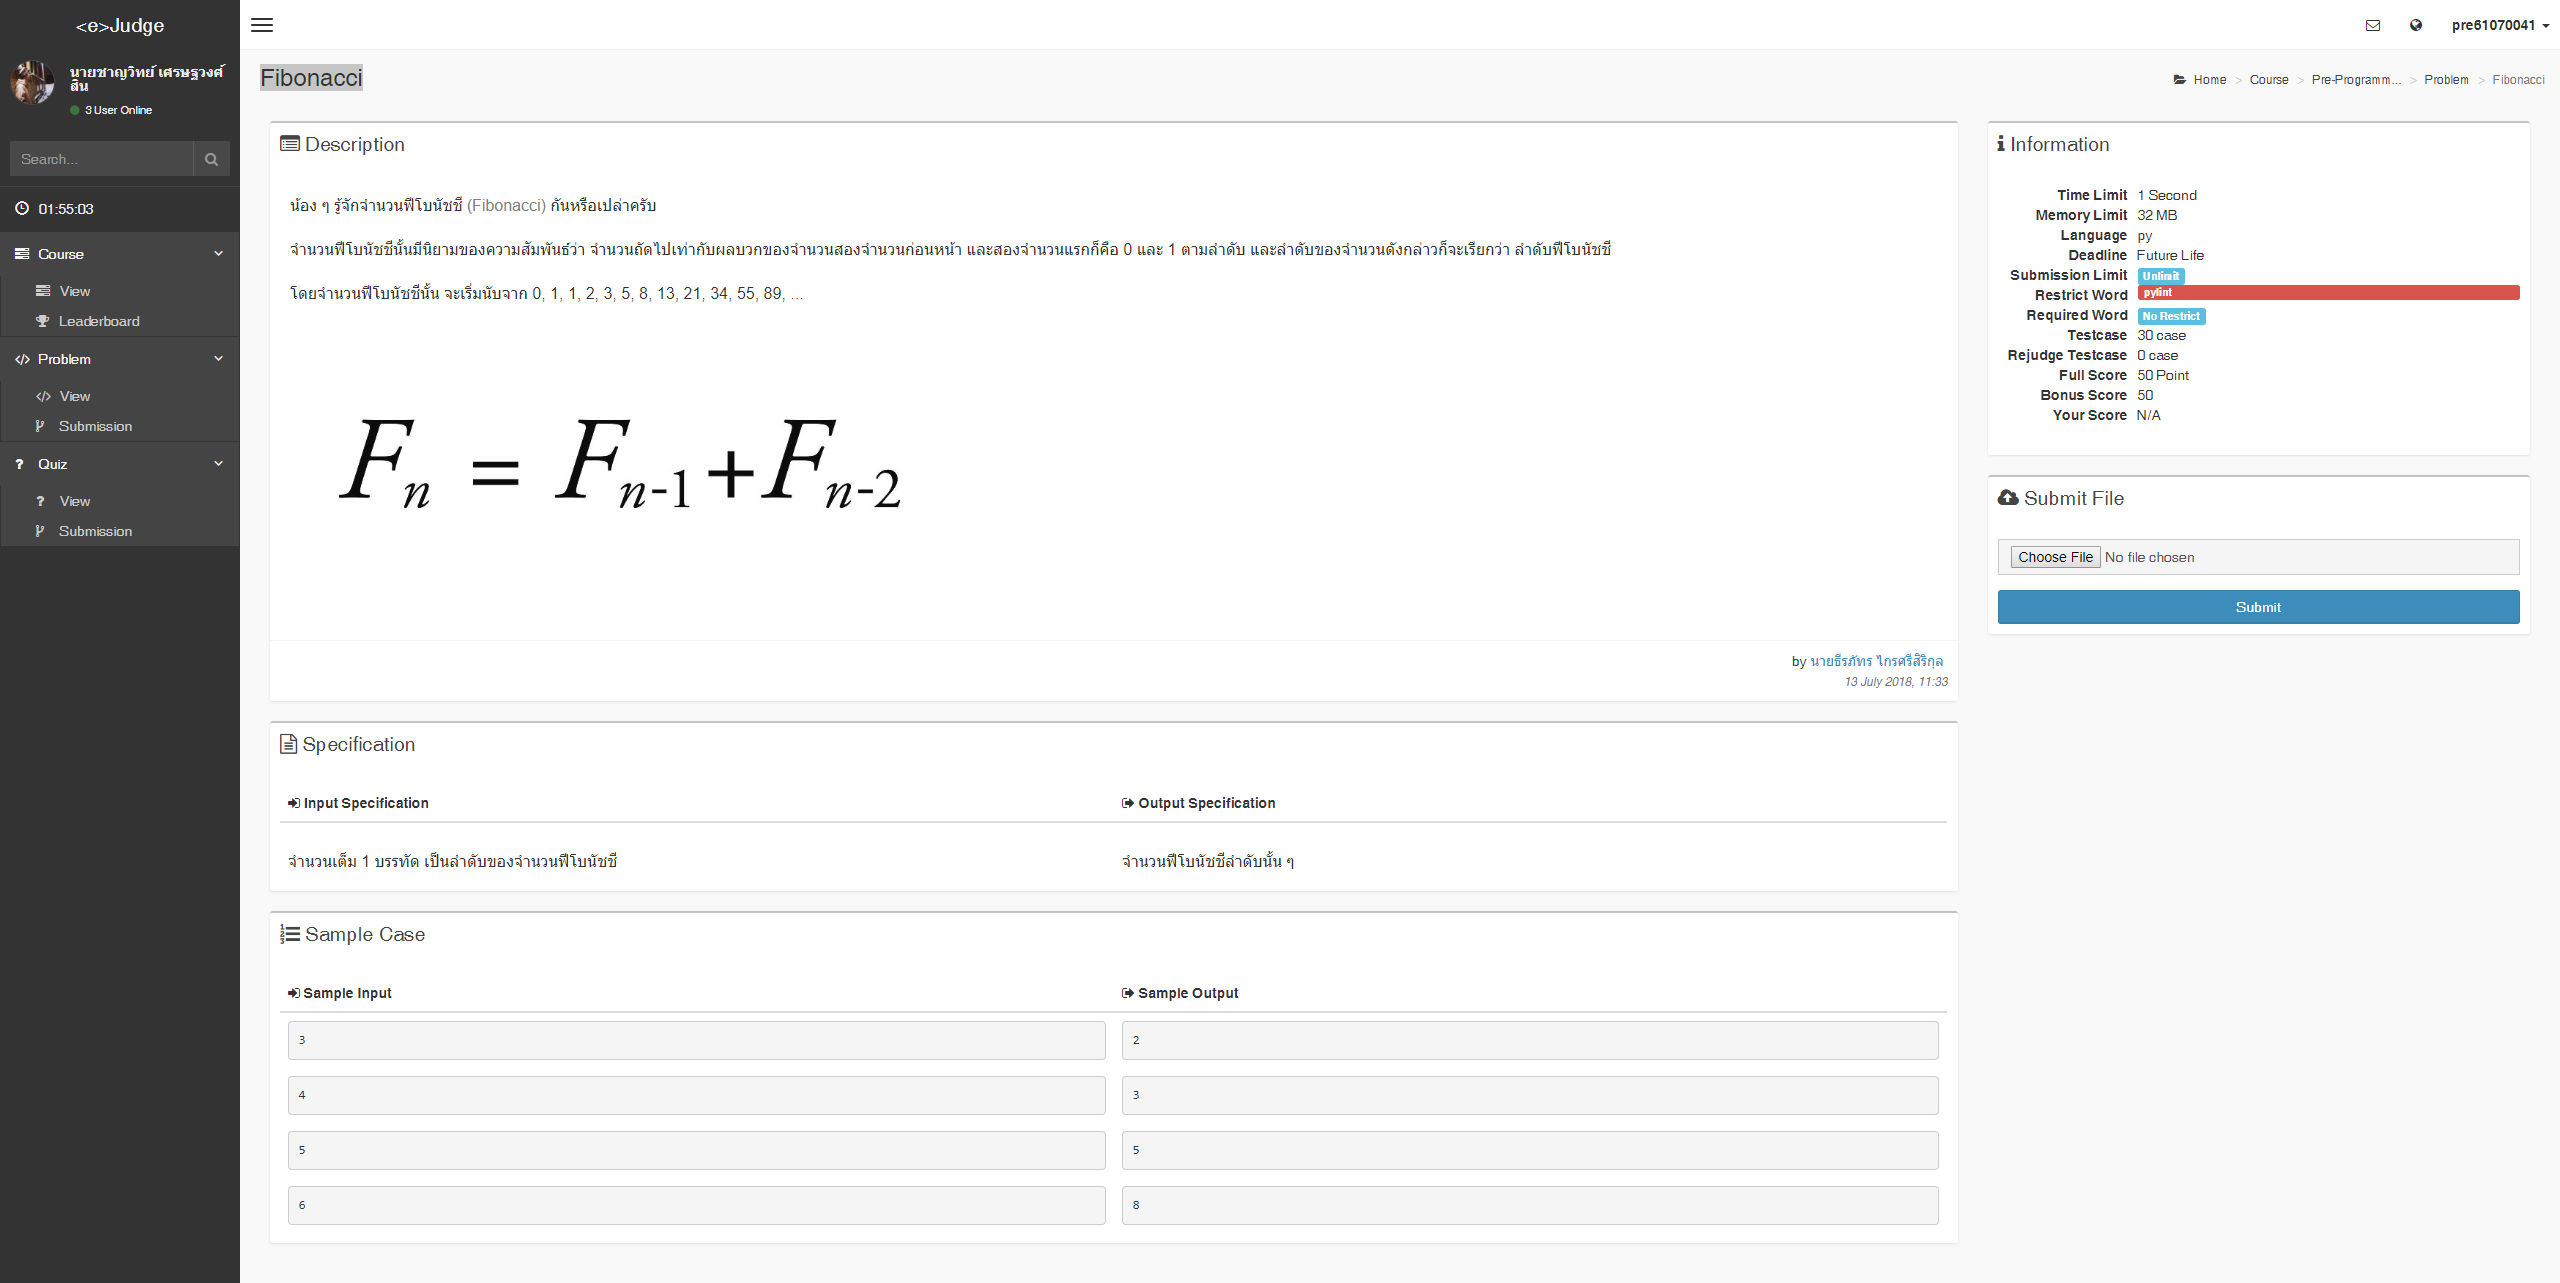 <e>Judge
นายชาญวิทย์ เศรษฐวงศ์
สิน
3 User Online
Search...
01:55:03
Course
View
Leaderboard
Problem
View
Submission
Quiz
View
Submission
pre61070041
Fibonacci
Home > Course > Pre-Programm... > Problem > Fibonacci
Description
น้อง ๆ รู้จักจำนวนฟีโบนัชชี (Fibonacci) กันหรือเปล่าครับ
จำนวนฟีโบนัชชีนั้นมีนิยามของความสัมพันธ์ว่า จำนวนถัดไปเท่ากับผลบวกของจำนวนสองจำนวนก่อนหน้า และสองจำนวนแรกก็คือ 0 และ 1 ตามลำดับ และลำดับของจำนวนดังกล่าวก็จะเรียกว่า ลำดับฟีโบนัชชี
โดยจำนวนฟีโบนัชชีนั้น จะเริ่มนับจาก 0, 1, 1, 2, 3, 5, 8, 13, 21, 34, 55, 89, ...
Fn = Fn-1+Fn-2
by นายธีรภัทร ไกรศรีสิริกุล
13 July 2018, 11:33
Specification
Input Specification
Output Specification
จำนวนเต็ม 1 บรรทัด เป็นลำดับของจำนวนฟีโบนัชชี
จำนวนฟีโบนัชชีลำดับนั้น ๆ
Sample Case
Sample Input
Sample Output
3
2
4
3
5
5
6
8
Information
Time Limit 1 Second
Memory Limit 32 MB
Language py
Deadline Future Life
Submission Limit Unlimit
Restrict Word pylint
Required Word No Restrict
Testcase 30 case
Rejudge Testcase 0 case
Full Score 50 Point
Bonus Score 50
Your Score N/A
Submit File
Choose File No file chosen
Submit